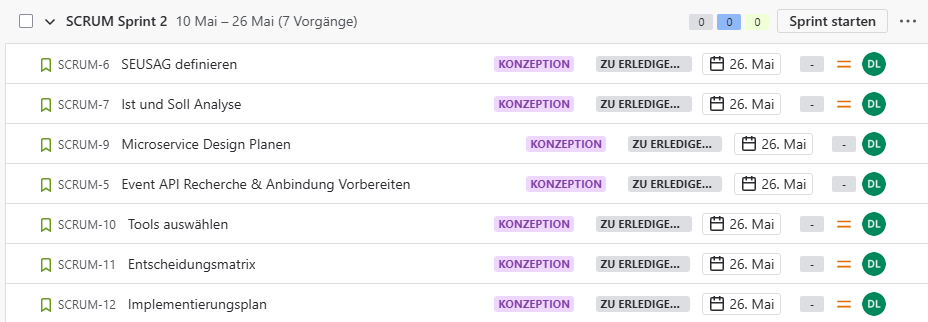 SCRUM Sprint 2 10 Mai – 26 Mai (7 Vorgänge) 0 0 0 Sprint starten
SCRUM-6 SEUSAG definieren KONZEPTION ZU ERLEDIGE... 26. Mai - DL
SCRUM-7 Ist und Soll Analyse KONZEPTION ZU ERLEDIGE... 26. Mai - DL
SCRUM-9 Microservice Design Planen KONZEPTION ZU ERLEDIGE... 26. Mai - DL
SCRUM-5 Event API Recherche & Anbindung Vorbereiten KONZEPTION ZU ERLEDIGE... 26. Mai - DL
SCRUM-10 Tools auswählen KONZEPTION ZU ERLEDIGE... 26. Mai - DL
SCRUM-11 Entscheidungsmatrix KONZEPTION ZU ERLEDIGE... 26. Mai - DL
SCRUM-12 Implementierungsplan KONZEPTION ZU ERLEDIGE... 26. Mai - DL